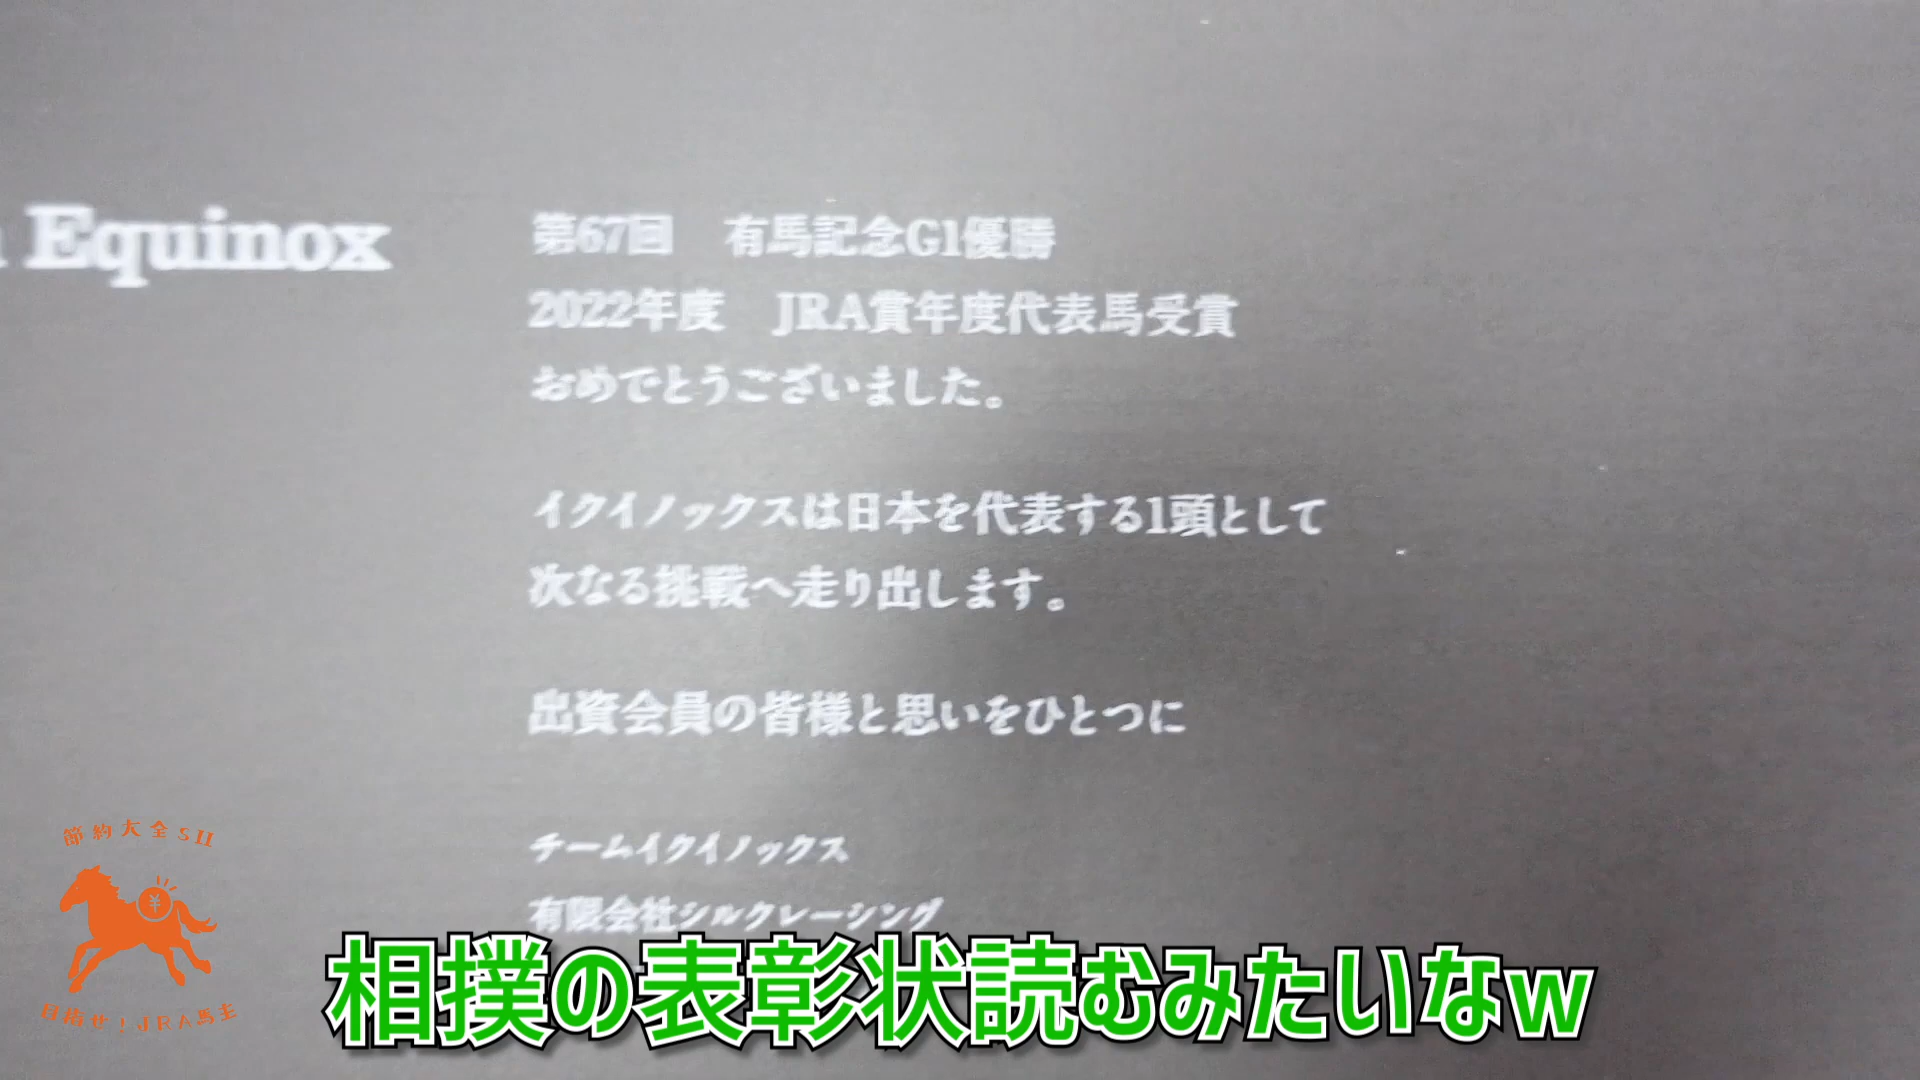 Equinox
第67回　有馬記念G1優勝
2022年度　JRA賞年度代表馬受賞
おめでとうございました。
イクイノックスは日本を代表する1頭として
次なる挑戦へ走り出します。
出資会員の皆様と思いをひとつに
チームイクイノックス
有限会社シルクレーシング
節約大全SII
目指せ!JRA馬主
相撲の表彰状読むみたいなw